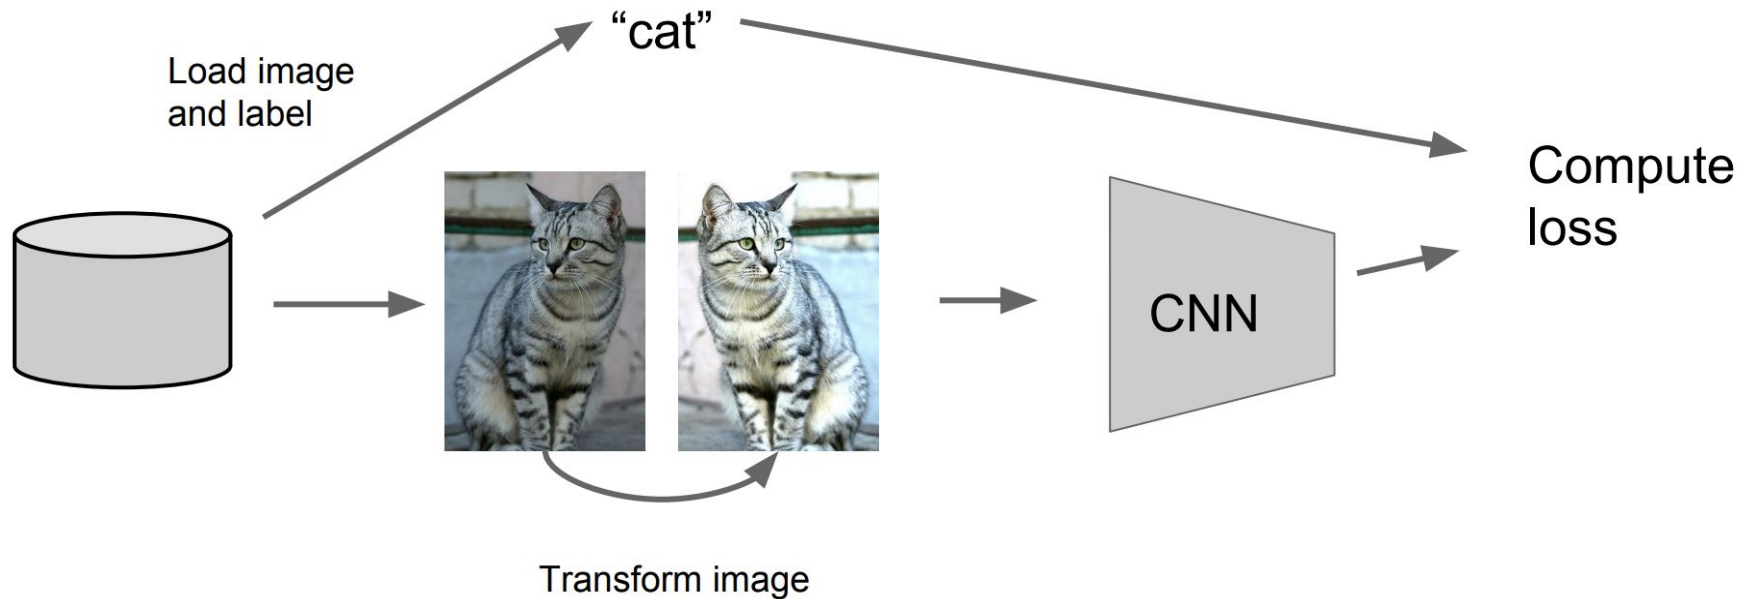 “cat”
Load image
and label
Compute
loss
CNN
Transform image